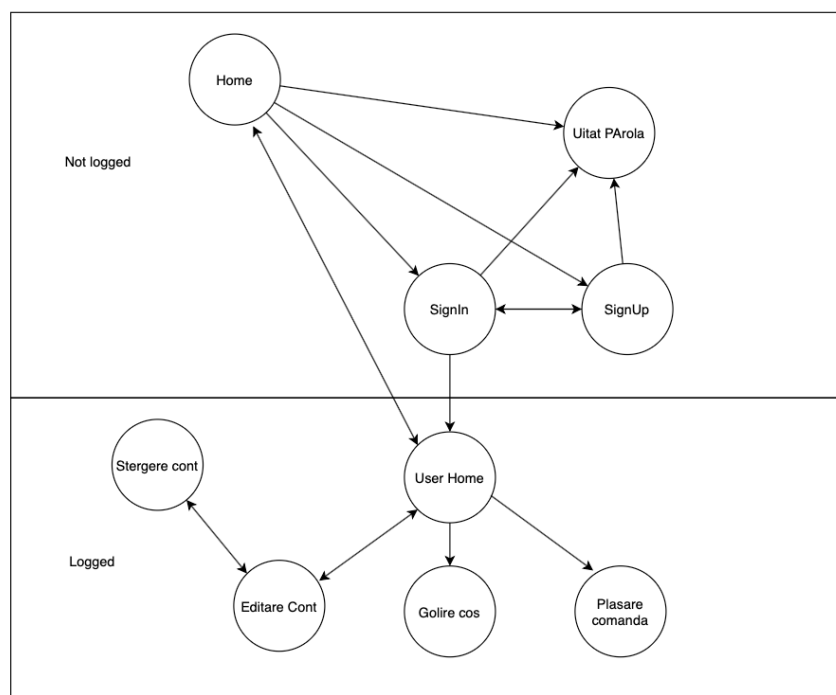 Home
Uitat PArola
Not logged
SignIn
SignUp
Stergere cont
User Home
Logged
Editare Cont
Golire cos
Plasare
comanda